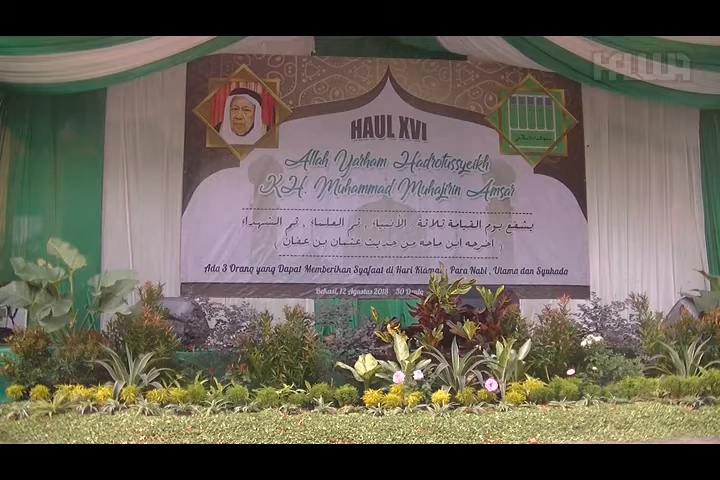 HAUL XVI
Allah Yarham Hadrotussyeikh
K.H. Muhammad Muhajirin Amsar
يشفع يوم القيامة ثلاثة الأنبياء ، ثم العلماء ، ثم الشهداء
( أخرجه ابن ماجه من حديث عثمان بن عفان )
Ada 3 Orang yang Dapat Memberikan Syafaat di Hari Kiamat : Para Nabi , Ulama dan Syuhada
Bekasi, 12 Agustus 2018